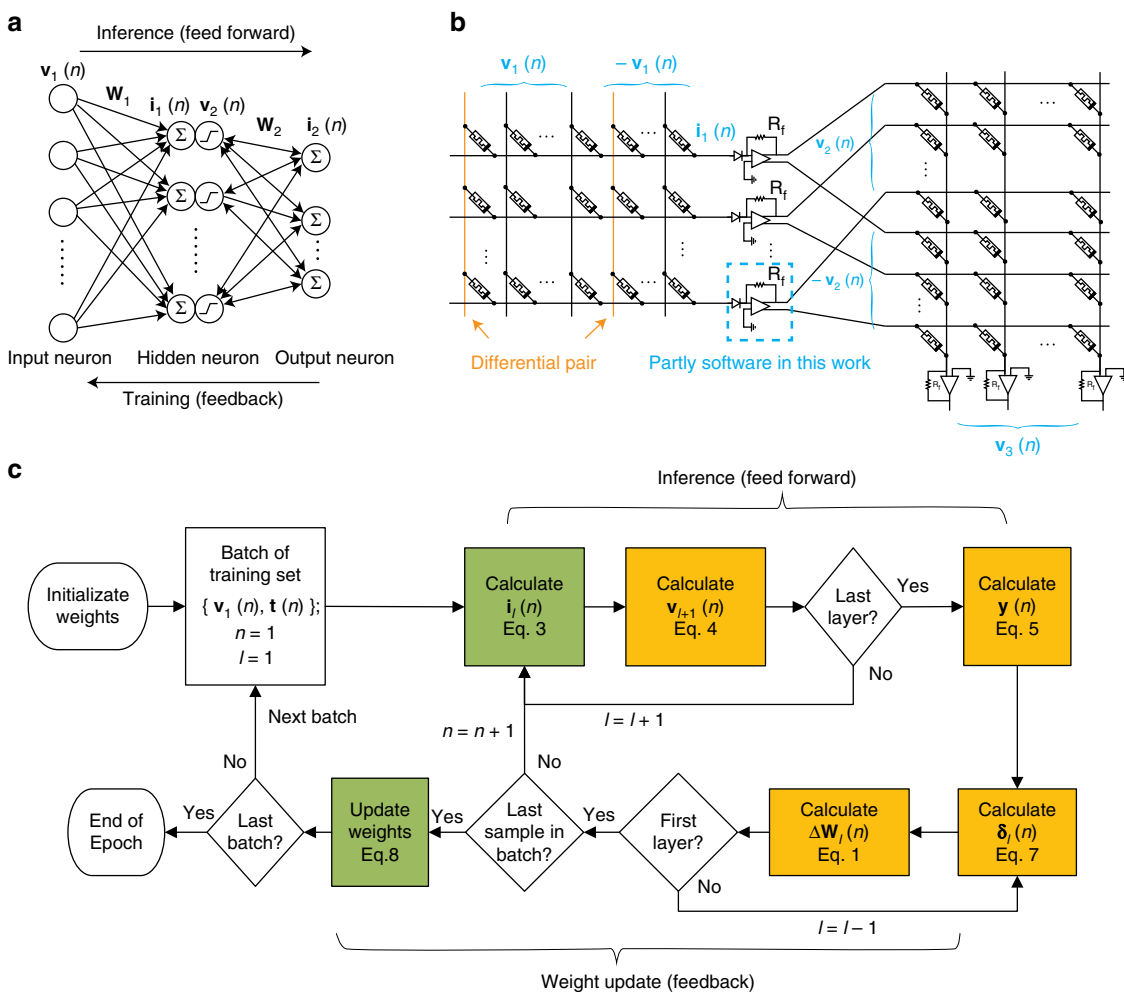 a
Inference (feed forward)
v1 (n)
W1
i1 (n)
v2 (n)
W2
i2 (n)
Σ
Σ
Σ
Σ
Σ
Σ
Input neuron
Hidden neuron
Output neuron
Training (feedback)
b
v1 (n)
– v1 (n)
i1 (n)
Rf
Rf
Rf
v2 (n)
– v2 (n)
Differential pair
Partly software in this work
Rf
Rf
Rf
v3 (n)
c
Inference (feed forward)
Initializate
weights
Batch of
training set
{ v1 (n), t (n) };
n = 1
l = 1
Calculate
il (n)
Eq. 3
Calculate
vl+1 (n)
Eq. 4
Last
layer?
Yes
No
Calculate
y (n)
Eq. 5
l = l + 1
n = n + 1
Next batch
No
No
End of
Epoch
Yes
Last
batch?
Update
weights
Eq.8
Yes
Last
sample in
batch?
Yes
First
layer?
No
Calculate
ΔWl (n)
Eq. 1
Calculate
δl (n)
Eq. 7
l = l – 1
Weight update (feedback)